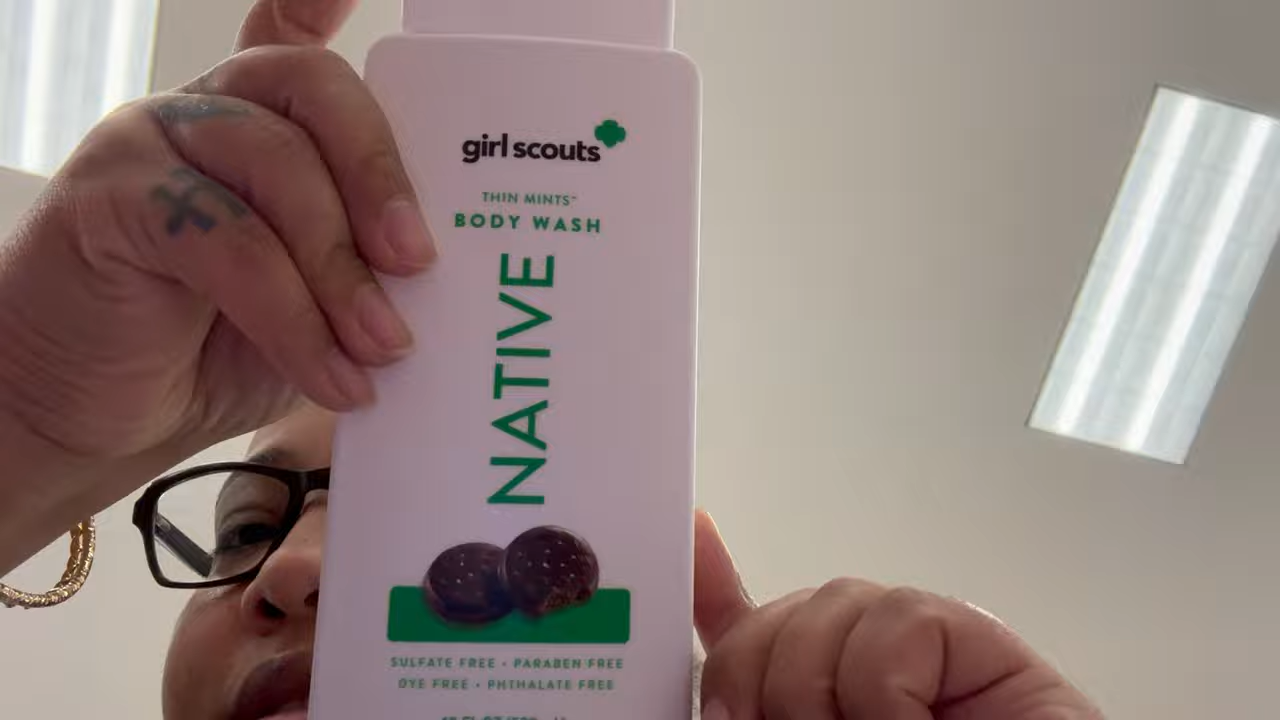 girl scouts
THIN MINTS™
BODY WASH
NATIVE
SULFATE FREE • PARABEN FREE
DYE FREE • PHTHALATE FREE